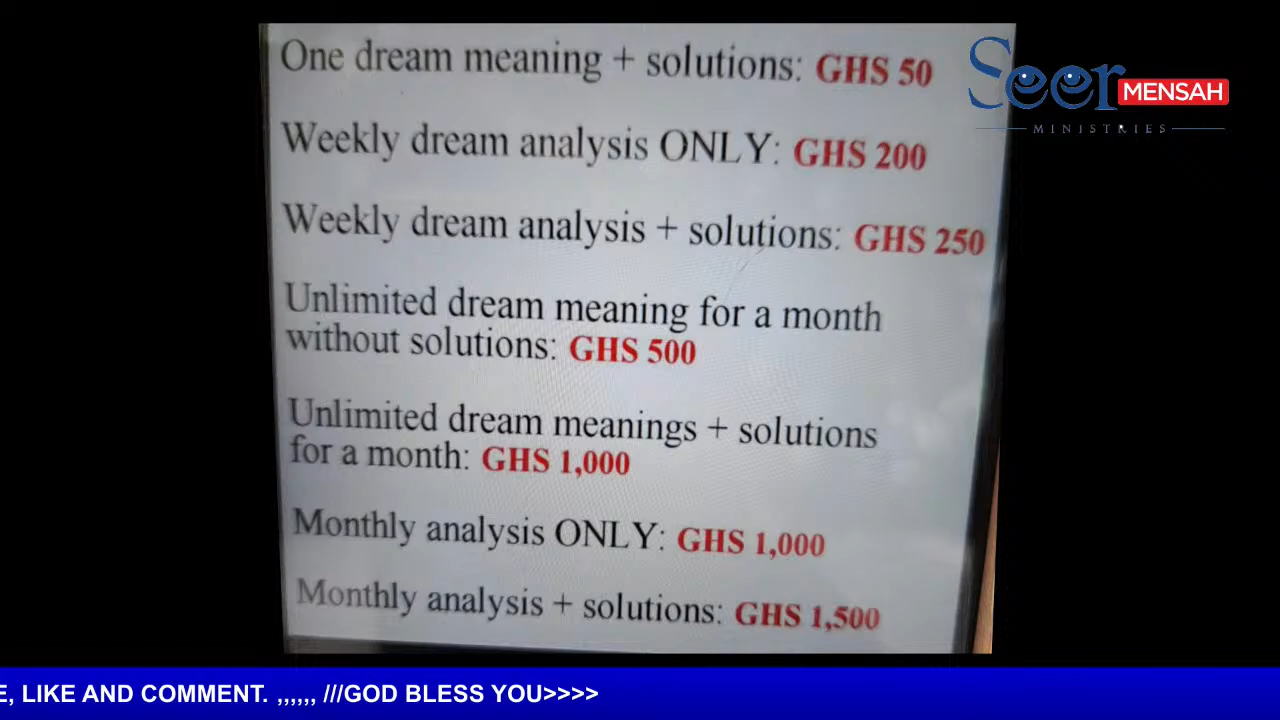 One dream meaning + solutions: GHS 50
Weekly dream analysis ONLY: GHS 200
Weekly dream analysis + solutions: GHS 250
Unlimited dream meaning for a month
without solutions: GHS 500
Unlimited dream meanings + solutions
for a month: GHS 1,000
Monthly analysis ONLY: GHS 1,000
Monthly analysis + solutions: GHS 1,500
Seer MENSAH
MINISTRIES
E, LIKE AND COMMENT. ,,,,,, ///GOD BLESS YOU>>>>